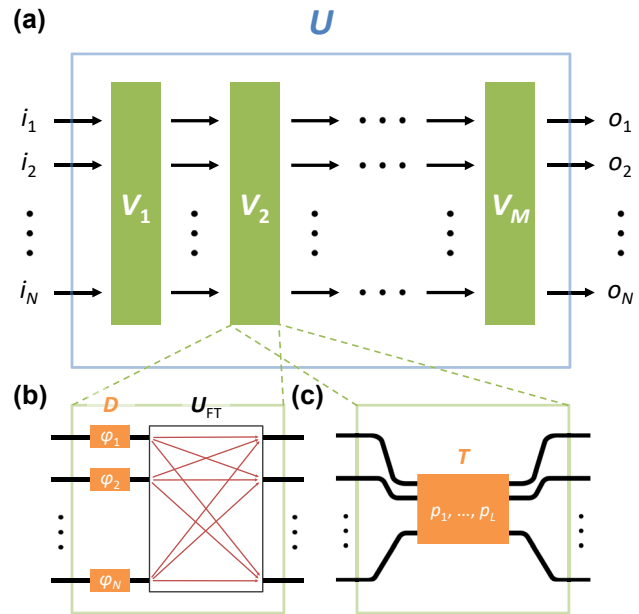 (a)
U
i1 V1 V2 VM o1
i2 o2
iN oN
(b)
D UFT
φ1
φ2
φN
(c)
T
p1, ..., pL